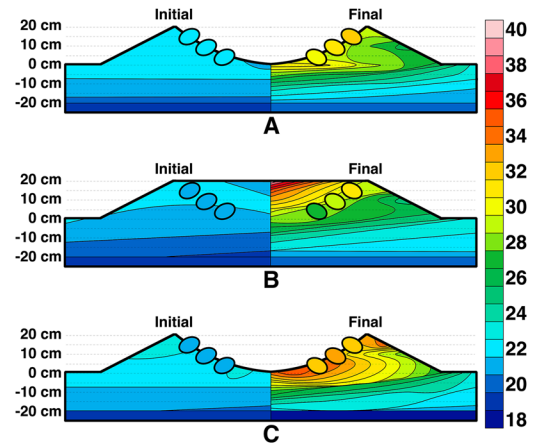 Initial Final
20 cm
10 cm
0 cm
-10 cm
-20 cm
A
Initial Final
20 cm
10 cm
0 cm
-10 cm
-20 cm
B
Initial Final
20 cm
10 cm
0 cm
-10 cm
-20 cm
C
40
38
36
34
32
30
28
26
24
22
20
18